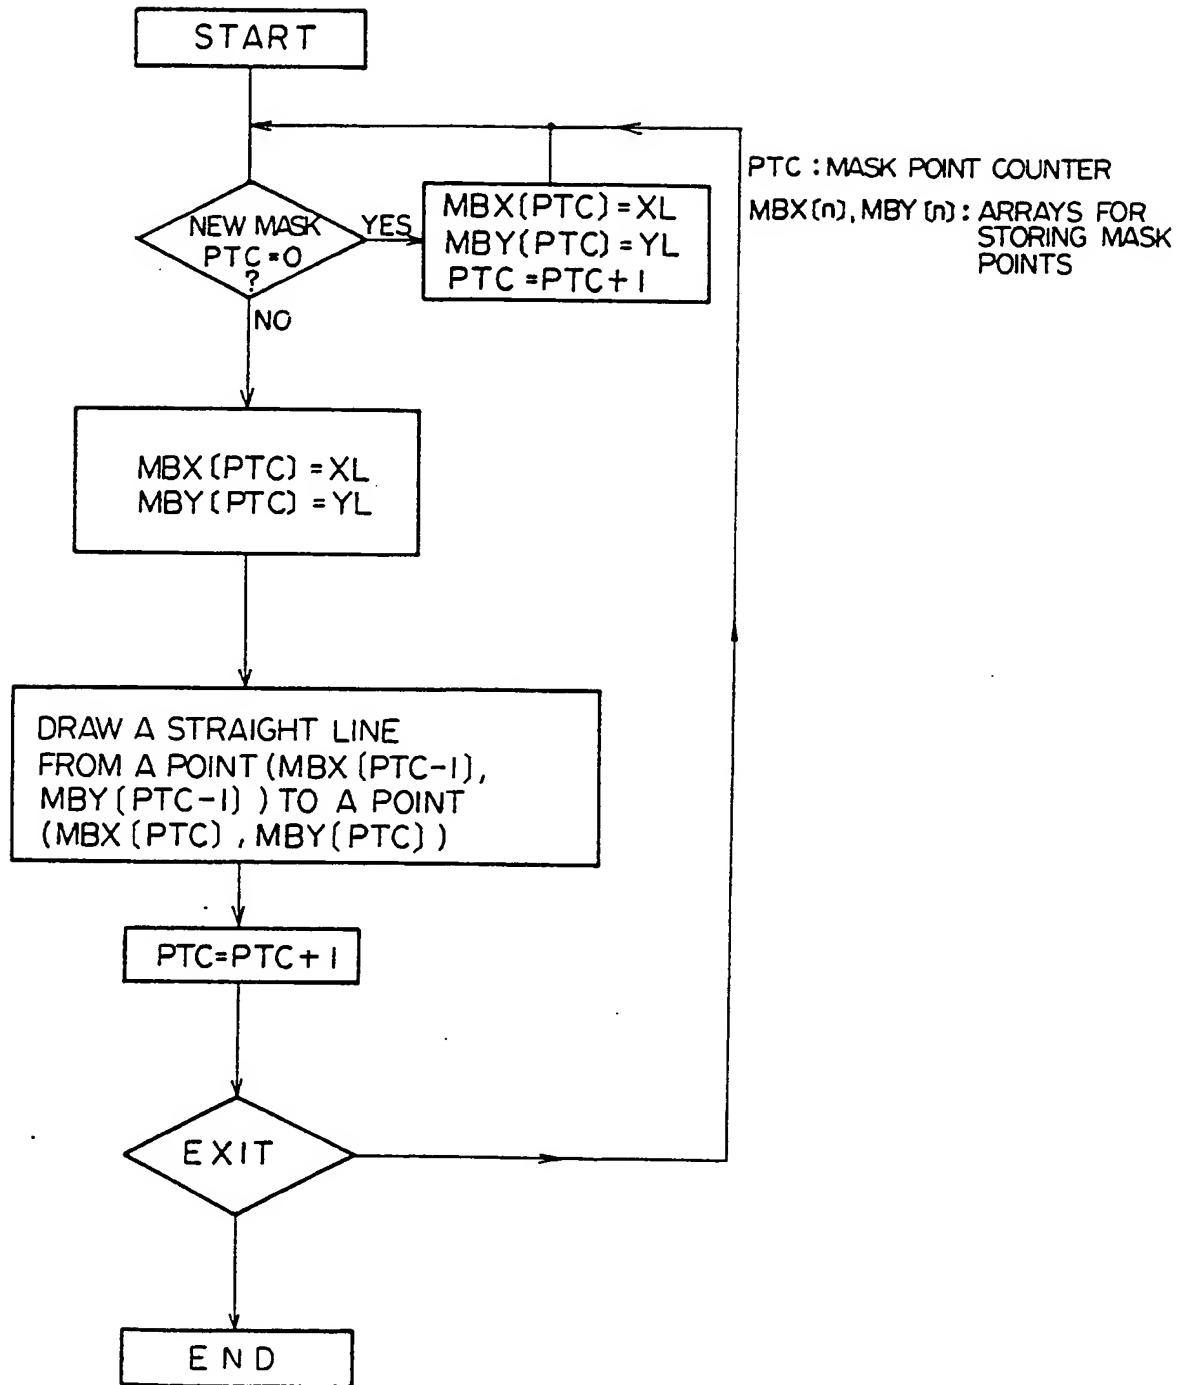 START
NEW MASK
PTC=0
?
YES
NO
MBX(PTC)=XL
MBY(PTC)=YL
PTC=PTC+1
PTC : MASK POINT COUNTER
MBX(n), MBY(n) : ARRAYS FOR
STORING MASK
POINTS
MBX(PTC) = XL
MBY(PTC) = YL
DRAW A STRAIGHT LINE
FROM A POINT (MBX(PTC-1),
MBY(PTC-1) ) TO A POINT
(MBX(PTC) , MBY(PTC) )
PTC=PTC+1
EXIT
END